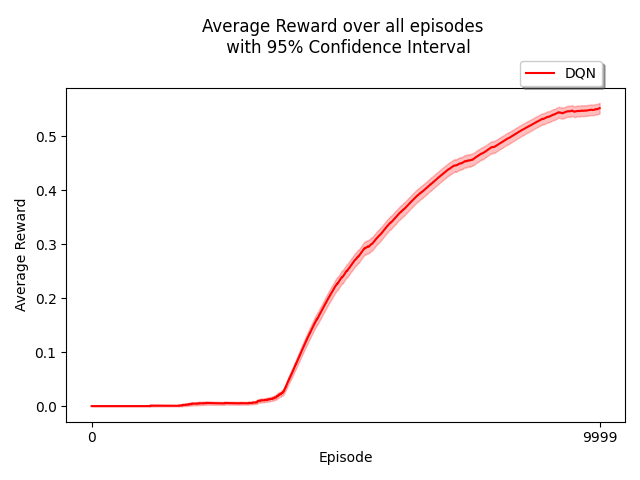 Average Reward over all episodes
with 95% Confidence Interval
DQN
Average Reward
0.5
0.4
0.3
0.2
0.1
0.0
0
9999
Episode